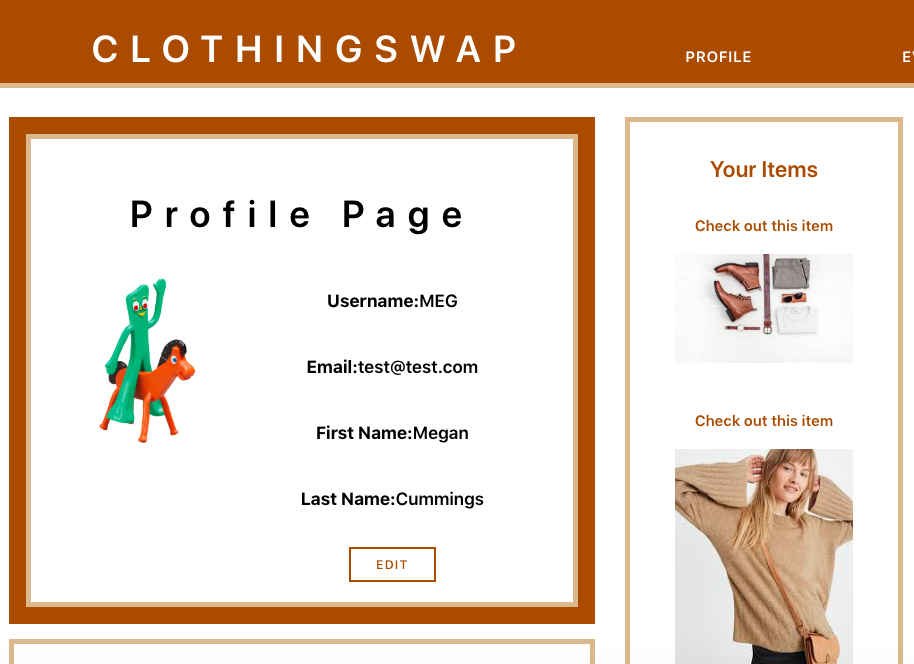 CLOTHINGSWAP
PROFILE
Profile Page
Username:MEG
Email:test@test.com
First Name:Megan
Last Name:Cummings
EDIT
Your Items
Check out this item
Check out this item